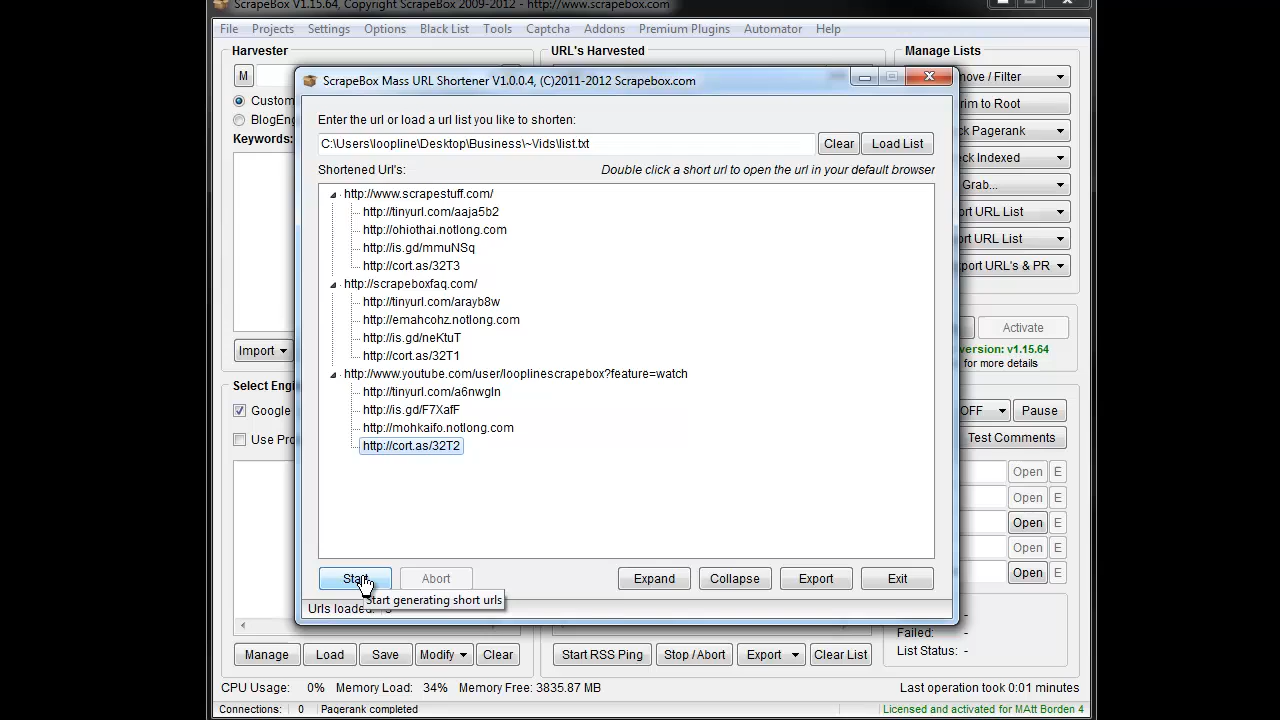 ScrapeBox V1.15.64, Copyright ScrapeBox 2009-2012 - http://www.scrapebox.com
File Projects Settings Options Black List Tools Captcha Addons Premium Plugins Automator Help
Harvester
URL's Harvested
Manage Lists
M
Custom
BlogEng
Keywords:
Import
Select Engi
Google
Use Pro
ScrapeBox Mass URL Shortener V1.0.0.4, (C)2011-2012 Scrapebox.com
Enter the url or load a url list you like to shorten:
C:\Users\loopline\Desktop\Business\~Vids\list.txt
Clear
Load List
Shortened Url's:
Double click a short url to open the url in your default browser
http://www.scrapestuff.com/
http://tinyurl.com/aaja5b2
http://ohiothai.notlong.com
http://is.gd/mmuNSq
http://cort.as/32T3
http://scrapeboxfaq.com/
http://tinyurl.com/arayb8w
http://emahcohz.notlong.com
http://is.gd/neKtuT
http://cort.as/32T1
http://www.youtube.com/user/looplinescrapebox?feature=watch
http://tinyurl.com/a6nwgln
http://is.gd/F7XafF
http://mohkaifo.notlong.com
http://cort.as/32T2
Start
Abort
Expand
Collapse
Export
Exit
Start generating short urls
Urls loaded:
move / Filter
rim to Root
ck Pagerank
eck Indexed
Grab...
ort URL List
ort URL List
port URL's & PR
Activate
version: v1.15.64
for more details
OFF
Pause
Test Comments
Open E
Open E
Open E
Open E
Open E
-
Failed: -
List Status: -
Manage
Load
Save
Modify
Clear
Start RSS Ping
Stop / Abort
Export
Clear List
CPU Usage: 0% Memory Load: 34% Memory Free: 3835.87 MB
Last operation took 0:01 minutes
Connections: 0 Pagerank completed
Licensed and activated for MAtt Borden 4